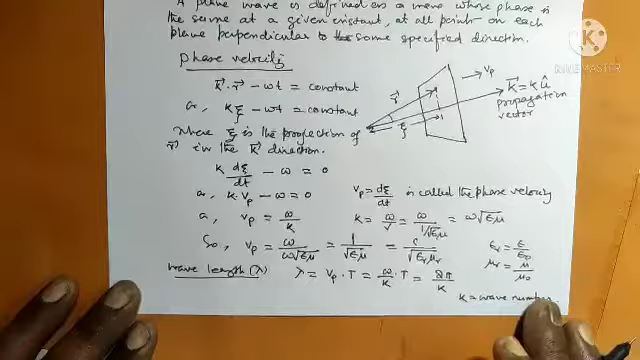 A plane wave is defined as a wave whose phase is
the same at a given instant, at all points on each
plane perpendicular to some specified direction.
Phase velocity
k⃗·r⃗ - ωt = constant
or, kξ - ωt = constant
Where ξ is the projection of
r⃗ in the k⃗ direction.
k dξ/dt - ω = 0
or, k·vₚ - ω = 0
vₚ = dξ/dt is called the phase velocity
or, vₚ = ω/k
k = ω/v = ω/(1/√εμ) = ω√εμ
So, vₚ = ω/(ω√εμ) = 1/√εμ = c/√(εᵣμᵣ)
εᵣ = ε/ε₀
μᵣ = μ/μ₀
Wave length (λ) λ = vₚ·T = ω/k·T = 2π/k
k = wave number
r⃗
ξ
vₚ
k⃗ = k û
propagation
vector
K
KINEMASTER